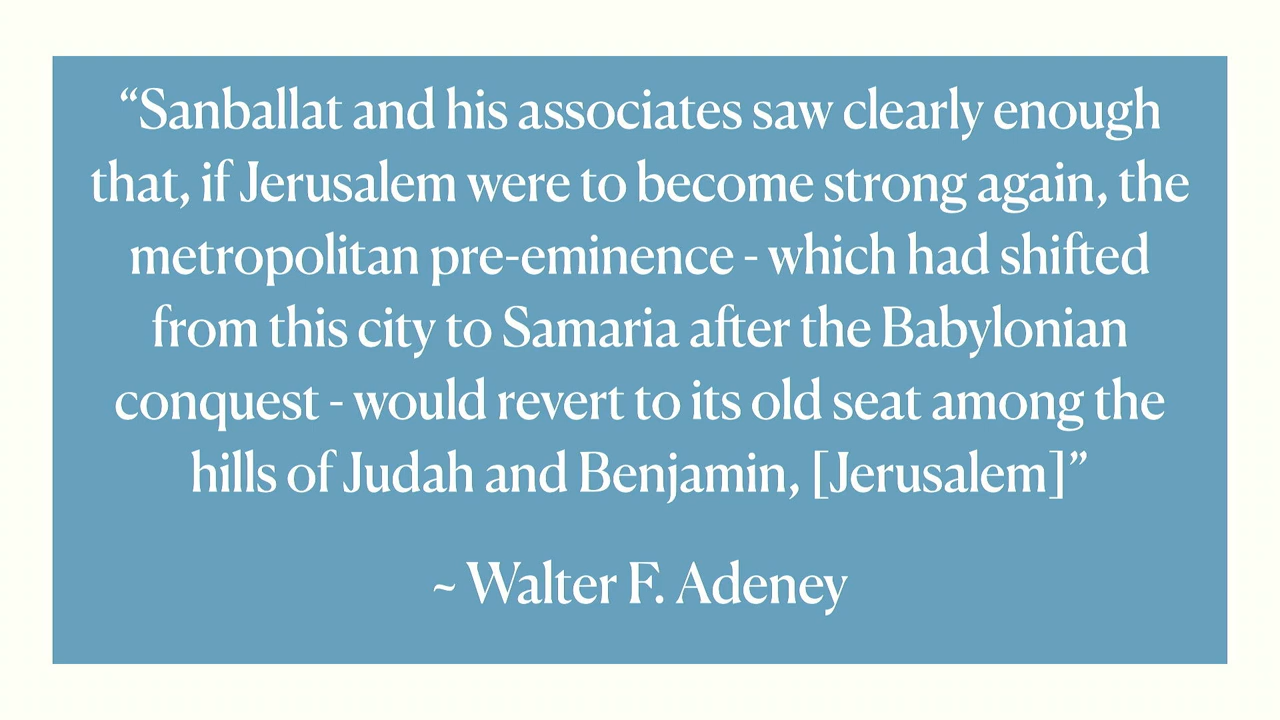 “Sanballat and his associates saw clearly enough
that, if Jerusalem were to become strong again, the
metropolitan pre-eminence - which had shifted
from this city to Samaria after the Babylonian
conquest - would revert to its old seat among the
hills of Judah and Benjamin, [Jerusalem]”
~ Walter F. Adeney